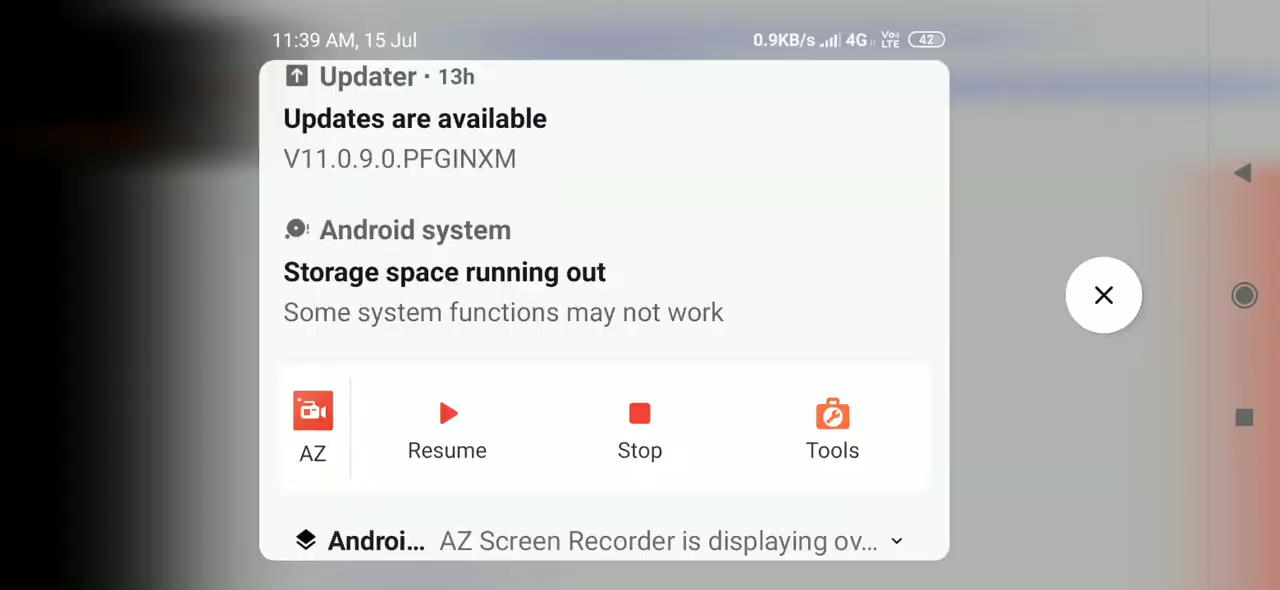 11:39 AM, 15 Jul
0.9KB/s 4G Vo) LTE 42
Updater · 13h
Updates are available
V11.0.9.0.PFGINXM
Android system
Storage space running out
Some system functions may not work
AZ
Resume
Stop
Tools
Androi... AZ Screen Recorder is displaying ov...